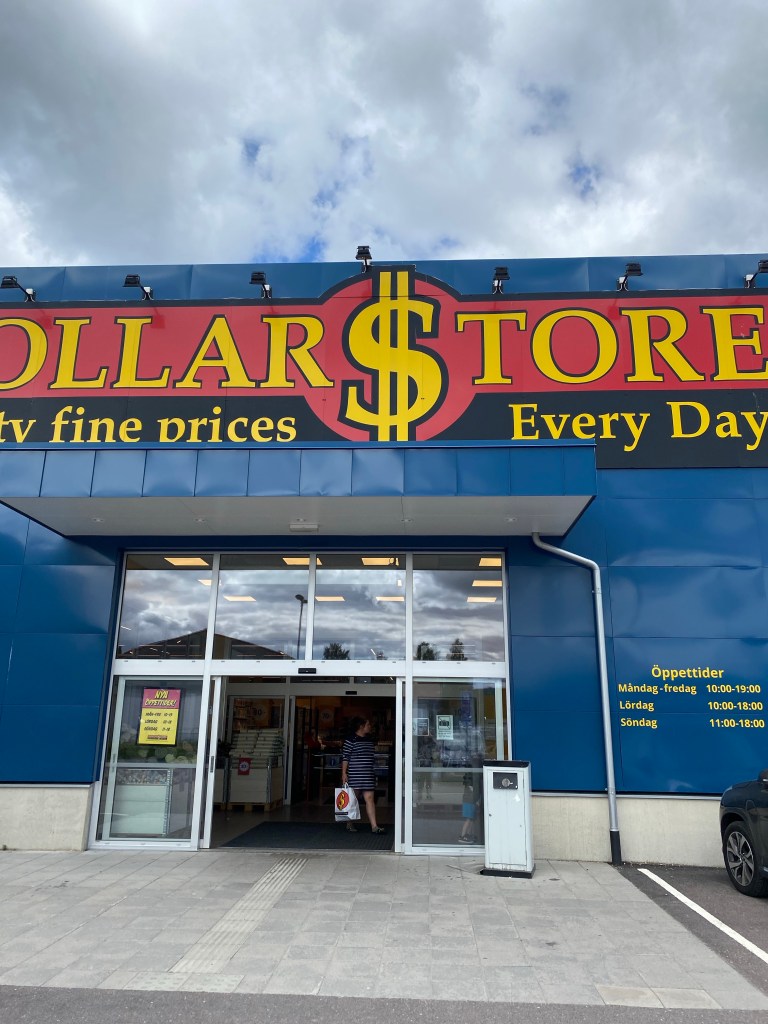 OLLAR$TORE
ty fine prices
Every Day
Öppettider
Måndag-fredag 10:00-19:00
Lördag 10:00-18:00
Söndag 11:00-18:00
NYA
ÖPPETTIDER!